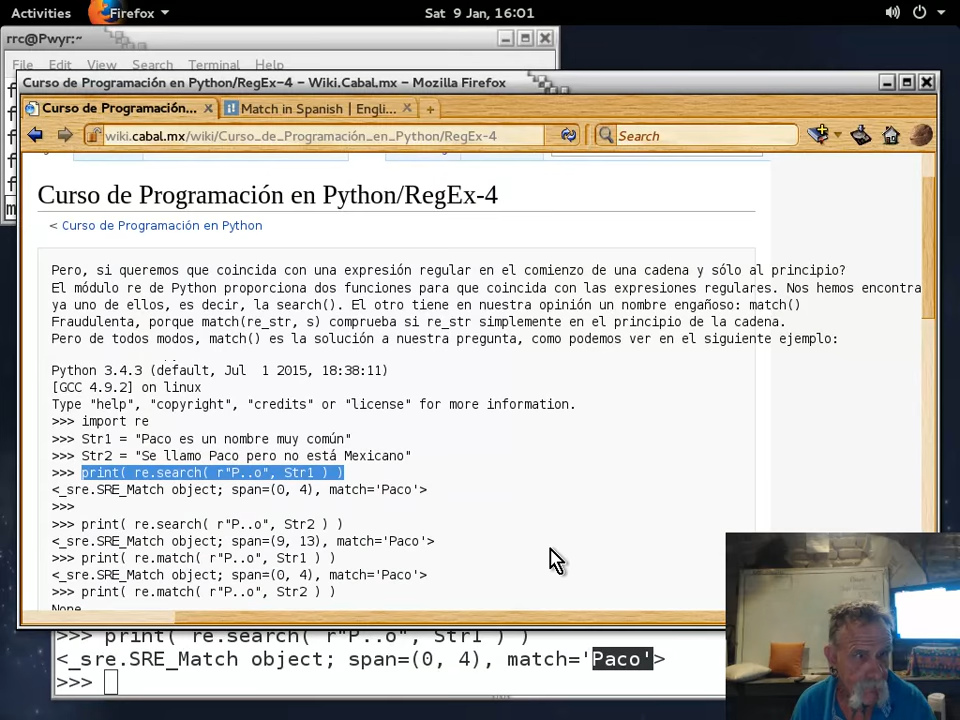 Activities Firefox Sat 9 Jan, 16:01
rrc@Pwyr:~
File Edit View Search Terminal Help
Curso de Programación en Python/RegEx-4 – Wiki.Cabal.mx – Mozilla Firefox
Curso de Programación... Match in Spanish | Engli...
wiki.cabal.mx/wiki/Curso_de_Programación_en_Python/RegEx-4 Search
Curso de Programación en Python/RegEx-4
< Curso de Programación en Python
Pero, si queremos que coincida con una expresión regular en el comienzo de una cadena y sólo al principio?
El módulo re de Python proporciona dos funciones para que coincida con las expresiones regulares. Nos hemos encontra
ya uno de ellos, es decir, la search(). El otro tiene en nuestra opinión un nombre engañoso: match()
Fraudulenta, porque match(re_str, s) comprueba si re_str simplemente en el principio de la cadena.
Pero de todos modos, match() es la solución a nuestra pregunta, como podemos ver en el siguiente ejemplo:
Python 3.4.3 (default, Jul 1 2015, 18:38:11)
[GCC 4.9.2] on linux
Type "help", "copyright", "credits" or "license" for more information.
>>> import re
>>> Str1 = "Paco es un nombre muy común"
>>> Str2 = "Se llamo Paco pero no está Mexicano"
>>> print( re.search( r"P..o", Str1 ) )
<_sre.SRE_Match object; span=(0, 4), match='Paco'>
>>>
>>> print( re.search( r"P..o", Str2 ) )
<_sre.SRE_Match object; span=(9, 13), match='Paco'>
>>> print( re.match( r"P..o", Str1 ) )
<_sre.SRE_Match object; span=(0, 4), match='Paco'>
>>> print( re.match( r"P..o", Str2 ) )
None
>>> print( re.search( r"P..o", Str1 ) )
<_sre.SRE_Match object; span=(0, 4), match='Paco'>
>>>